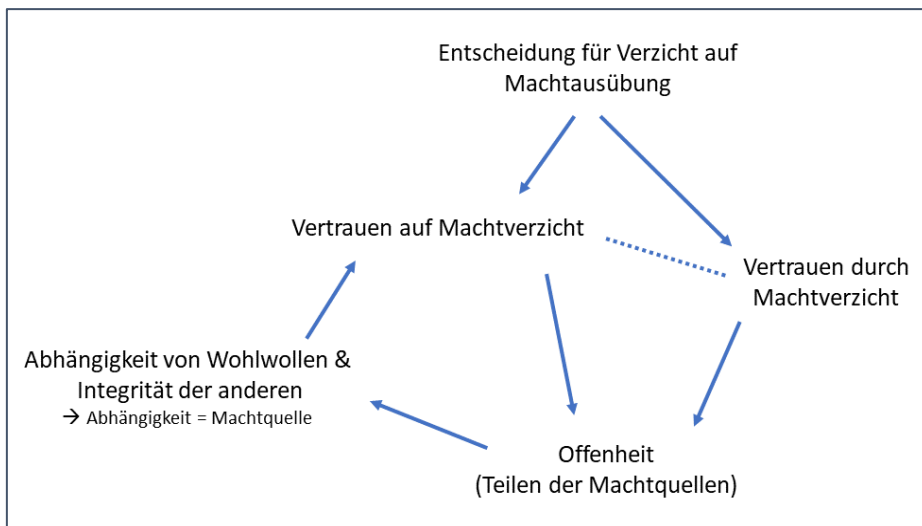 Entscheidung für Verzicht auf
Machtausübung
Vertrauen auf Machtverzicht
Vertrauen durch
Machtverzicht
Abhängigkeit von Wohlwollen &
Integrität der anderen
→ Abhängigkeit = Machtquelle
Offenheit
(Teilen der Machtquellen)